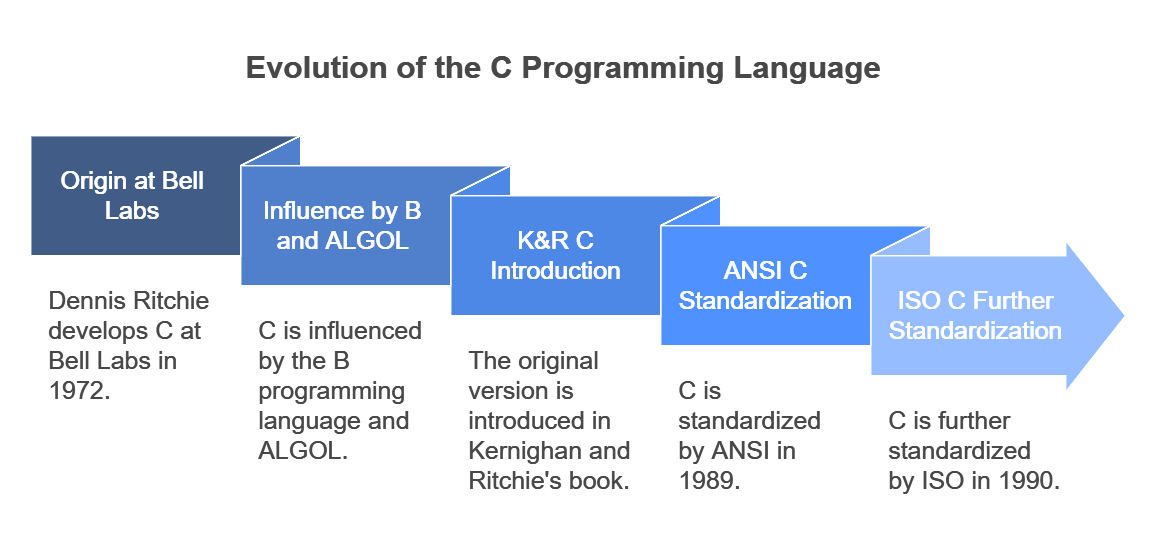 Evolution of the C Programming Language
Origin at Bell
Labs
Dennis Ritchie
develops C at
Bell Labs in
1972.
Influence by B
and ALGOL
C is influenced
by the B
programming
language and
ALGOL.
K&R C
Introduction
The original
version is
introduced in
Kernighan and
Ritchie's book.
ANSI C
Standardization
C is
standardized
by ANSI in
1989.
ISO C Further
Standardization
C is further
standardized
by ISO in 1990.